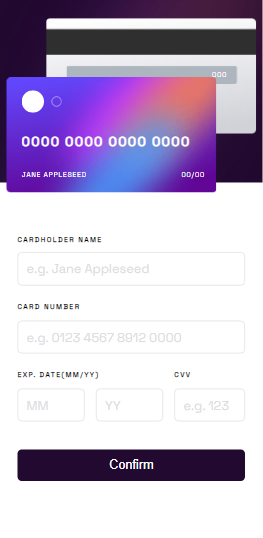 000
0000 0000 0000 0000
JANE APPLESEED 00/00
CARDHOLDER NAME
e.g. Jane Appleseed
CARD NUMBER
e.g. 0123 4567 8912 0000
EXP. DATE(MM/YY) CVV
MM YY e.g. 123
Confirm